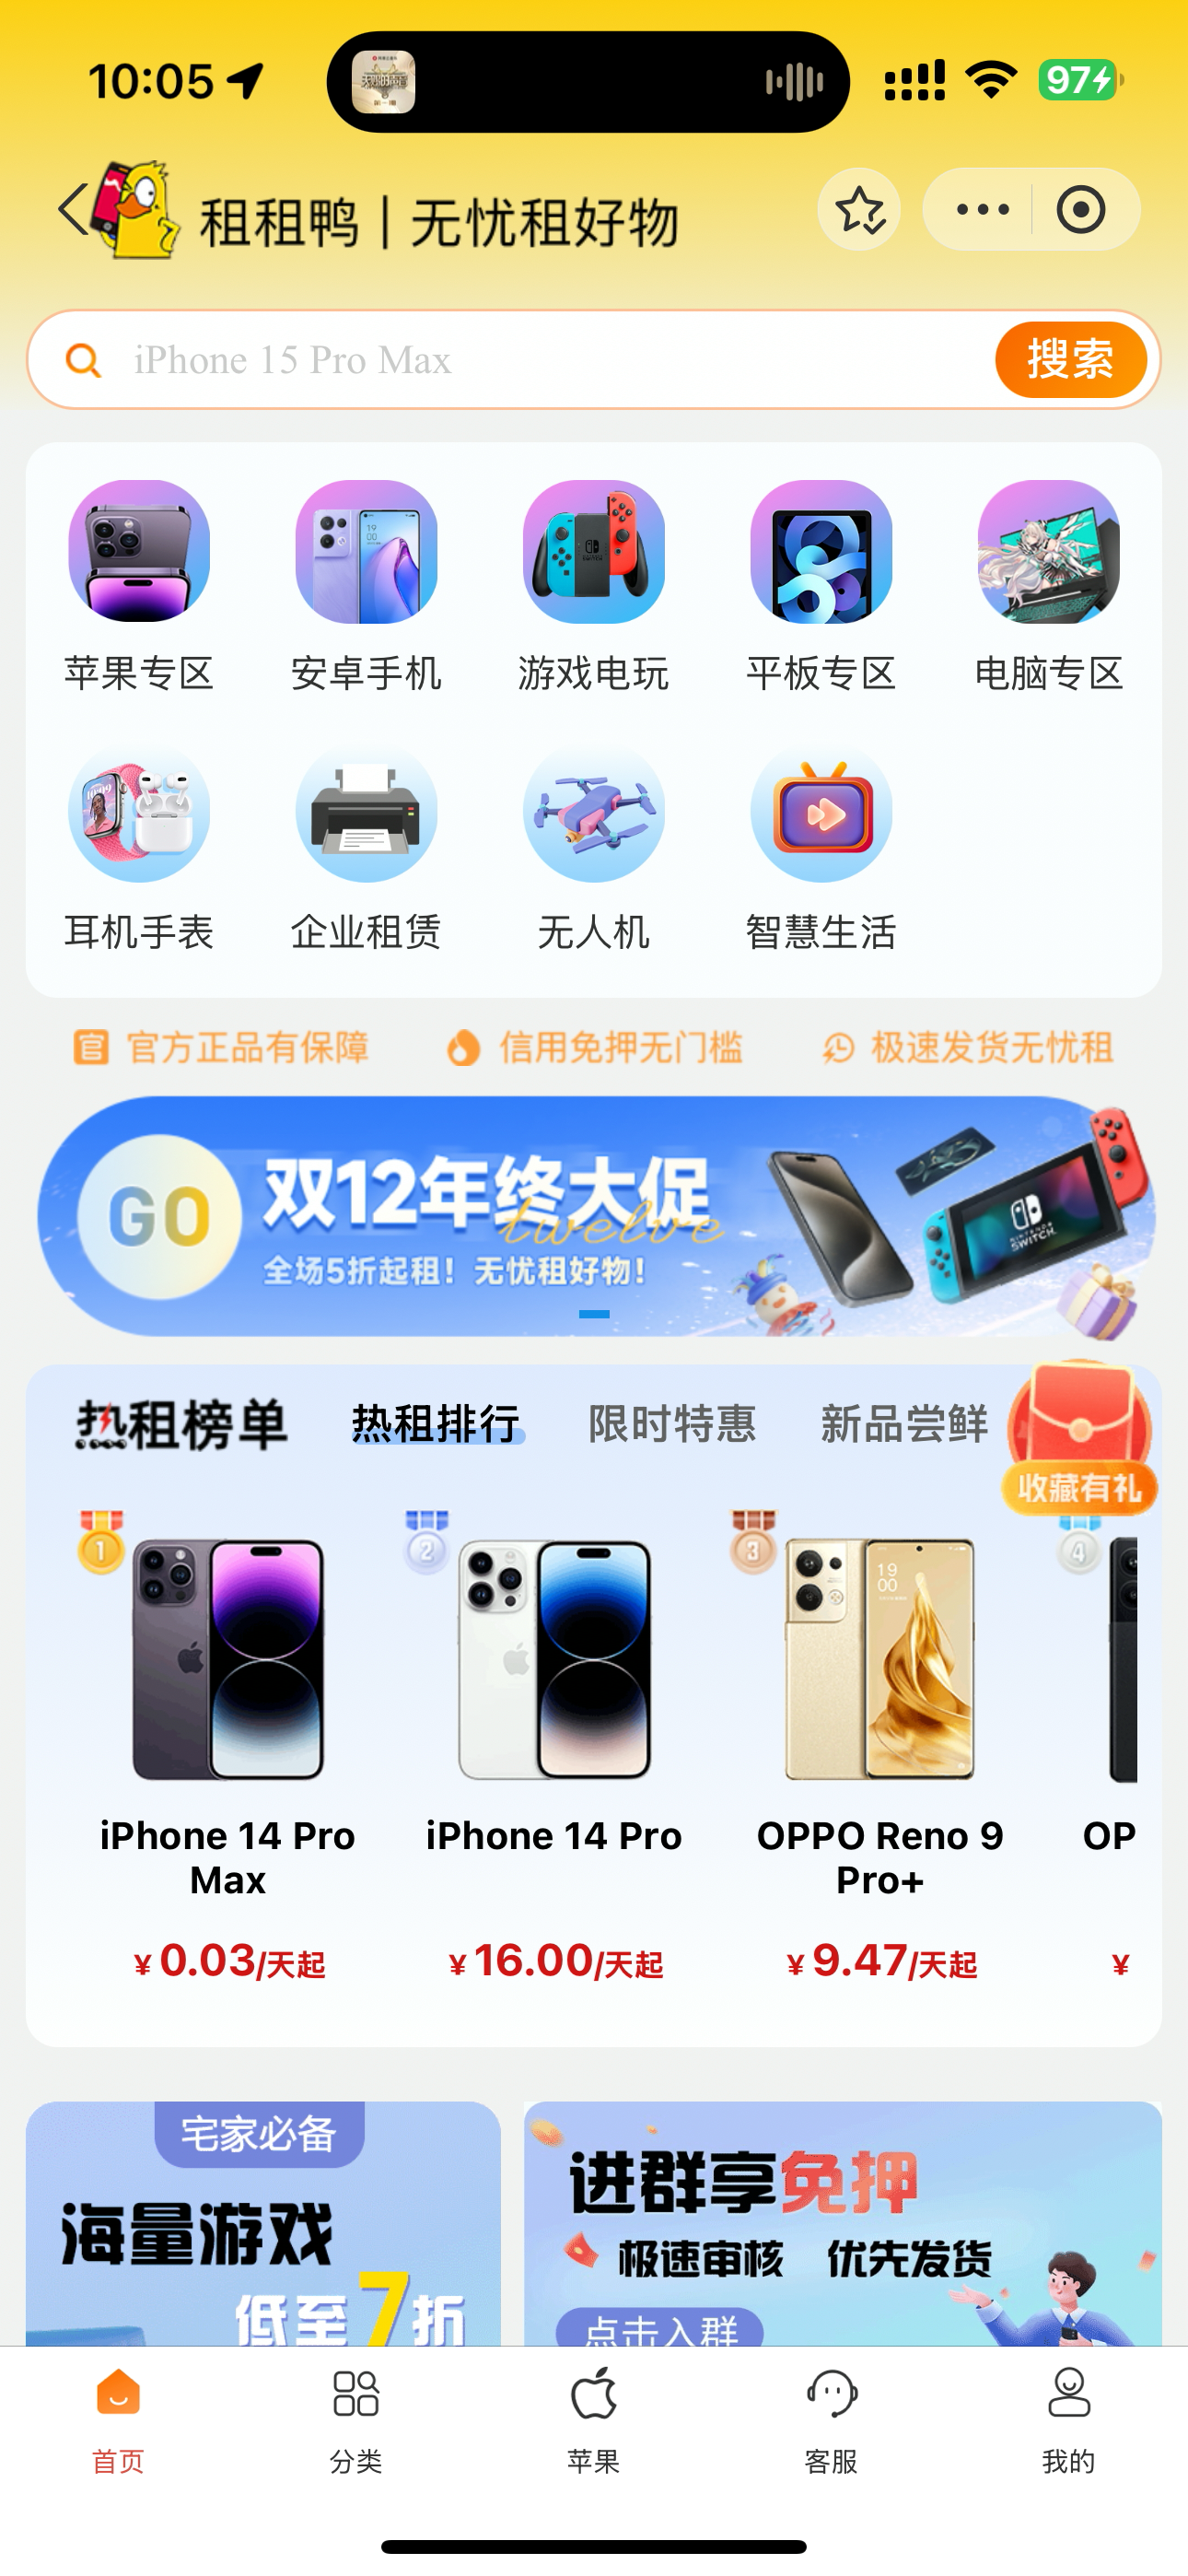 10:05
97
租租鸭 | 无忧租好物
iPhone 15 Pro Max
搜索
苹果专区
安卓手机
游戏电玩
平板专区
电脑专区
耳机手表
企业租赁
无人机
智慧生活
官方正品有保障
信用免押无门槛
极速发货无忧租
GO
双12年终大促
twelve
全场5折起租！无忧租好物！
NINTENDO
SWITCH
热租榜单
热租排行
限时特惠
新品尝鲜
收藏有礼
1
2
3
4
iPhone 14 Pro Max
iPhone 14 Pro
OPPO Reno 9 Pro+
OP
¥0.03/天起
¥16.00/天起
¥9.47/天起
¥
宅家必备
海量游戏
低至7折
进群享免押
极速审核 优先发货
点击入群
首页
分类
苹果
客服
我的